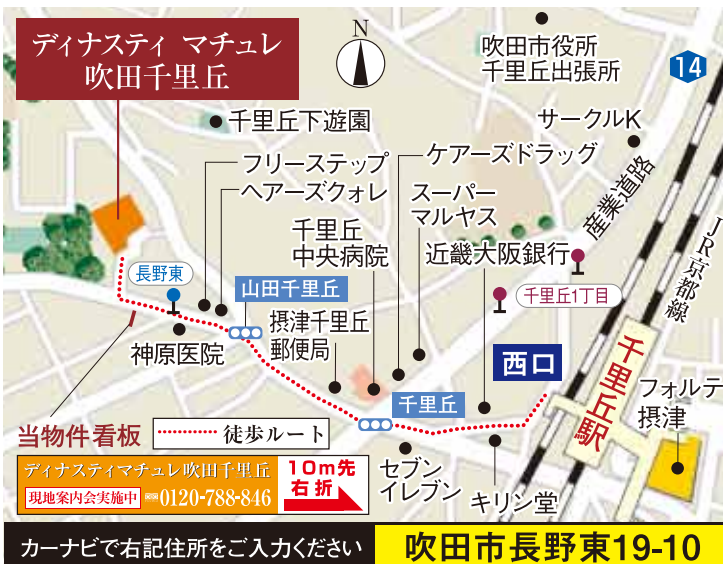 ディナスティ マチュレ
吹田千里丘
N
吹田市役所
千里丘出張所
14
千里丘下遊園
サークルK
フリーステップ
ヘアーズクォレ
ケアーズドラッグ
スーパー
マルヤス
産業道路
千里丘
中央病院
近畿大阪銀行
JR京都線
長野東
山田千里丘
千里丘1丁目
神原医院
摂津千里丘
郵便局
西口
千里丘駅
千里丘
フォルテ
摂津
当物件看板
徒歩ルート
セブン
イレブン
キリン堂
ディナスティマチュレ吹田千里丘
現地案内会実施中 0120-788-846
10m先
右折
カーナビで右記住所をご入力ください
吹田市長野東19-10